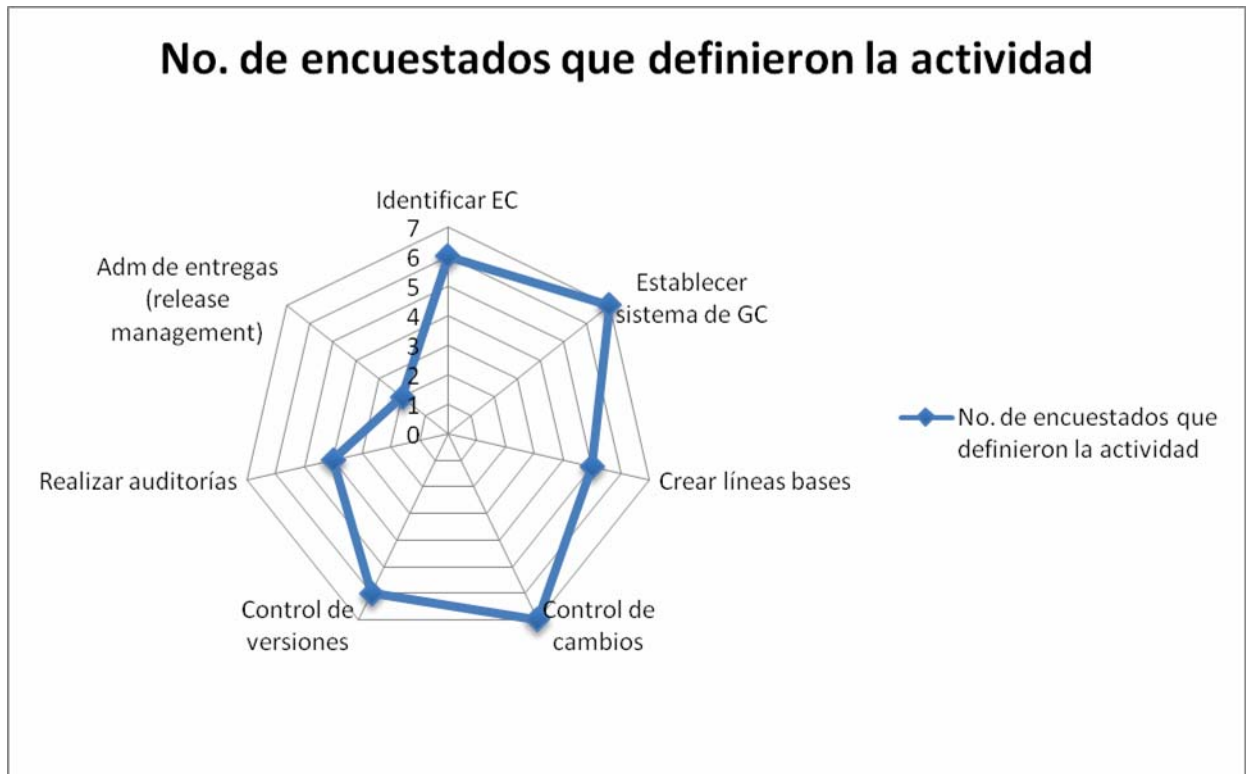 No. de encuestados que definieron la actividad
Identificar EC
7
6
5
4
3
2
1
0
Establecer
sistema de GC
Crear líneas bases
Control de
cambios
Control de
versiones
Realizar auditorías
Adm de entregas
(release
management)
No. de encuestados que
definieron la actividad